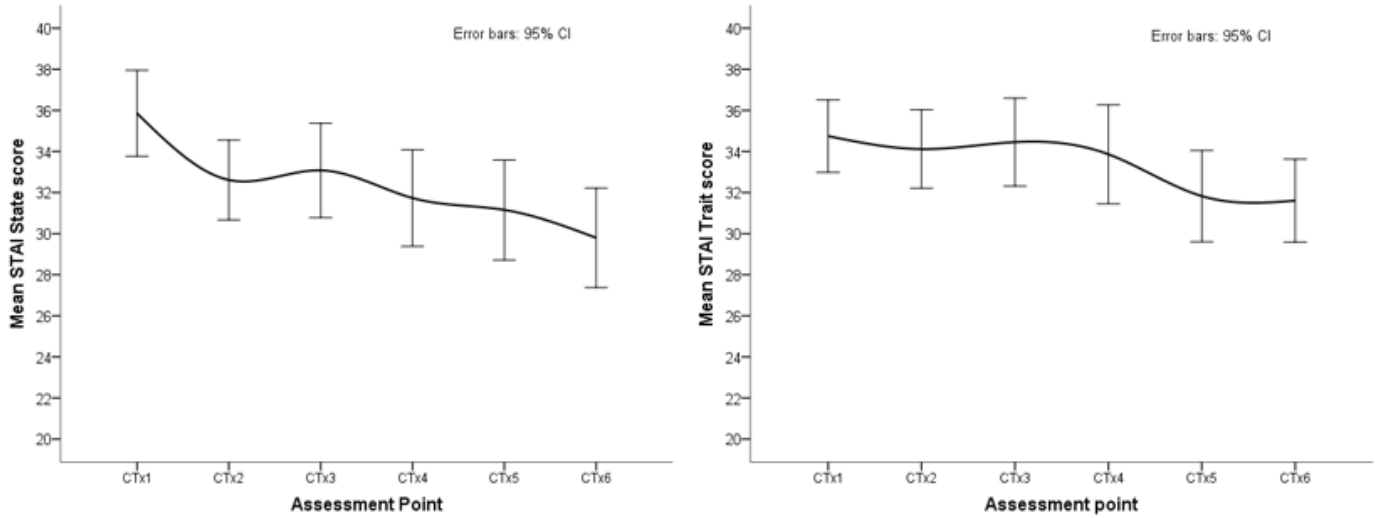 Error bars: 95% CI
Mean STAI State score
40
38
36
34
32
30
28
26
24
22
20
CTx1 CTx2 CTx3 CTx4 CTx5 CTx6
Assessment Point
Error bars: 95% CI
Mean STAI Trait score
40
38
36
34
32
30
28
26
24
22
20
CTx1 CTx2 CTx3 CTx4 CTx5 CTx6
Assessment point